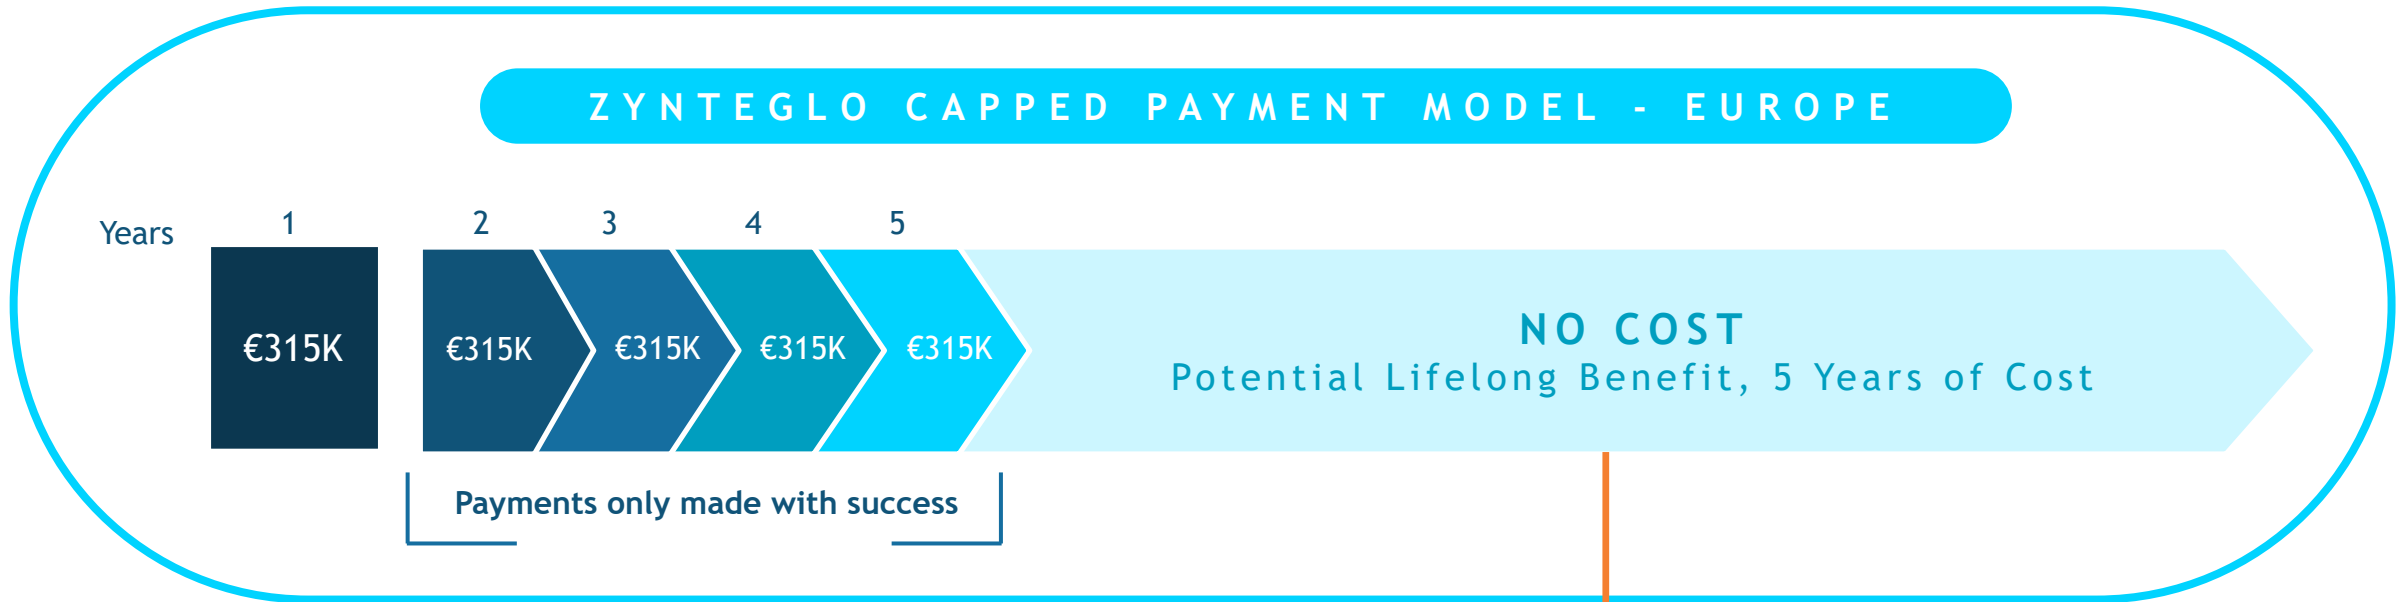 ZYNTEGLO CAPPED PAYMENT MODEL - EUROPE
Years 1 2 3 4 5
€315K €315K €315K €315K €315K
NO COST
Potential Lifelong Benefit, 5 Years of Cost
Payments only made with success